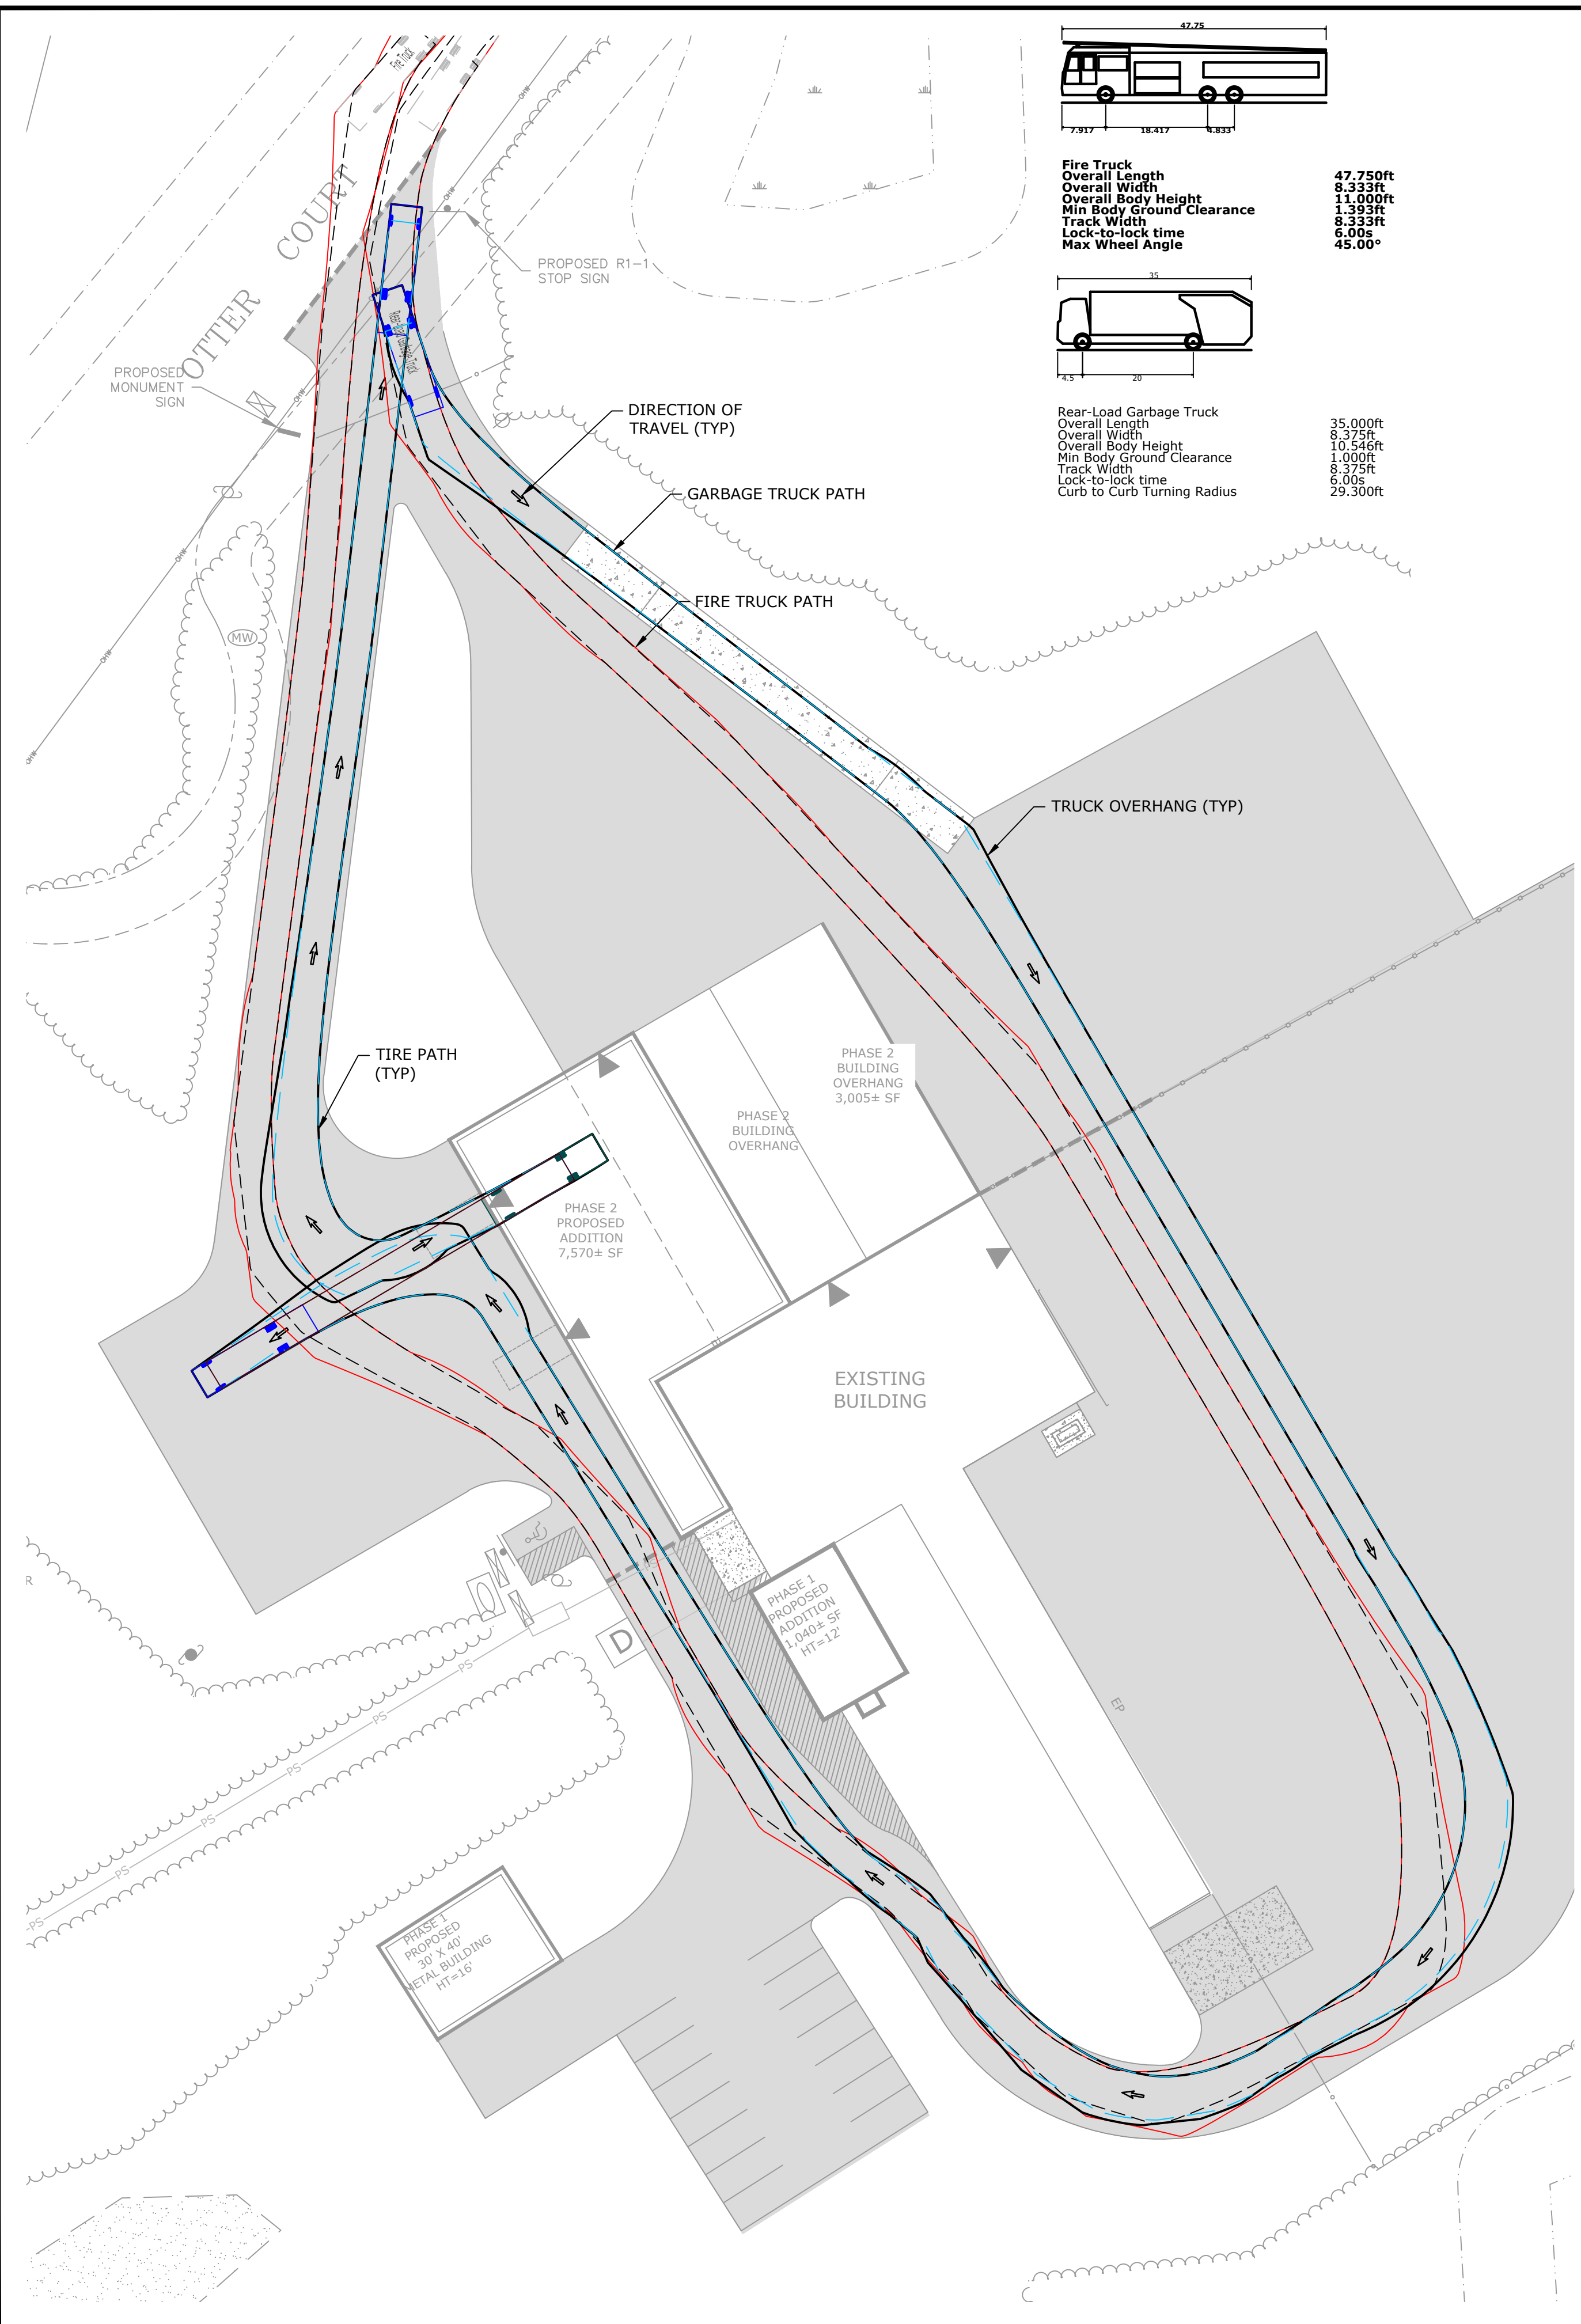 47.75
7.917
18.417
4.833
Fire Truck
Overall Length 47.750ft
Overall Width 8.333ft
Overall Body Height 11.000ft
Min Body Ground Clearance 1.393ft
Track Width 8.333ft
Lock-to-lock time 6.00s
Max Wheel Angle 45.00°
35
4.5
20
Rear-Load Garbage Truck
Overall Length 35.000ft
Overall Width 8.375ft
Overall Body Height 10.546ft
Min Body Ground Clearance 1.000ft
Track Width 8.375ft
Lock-to-lock time 6.00s
Curb to Curb Turning Radius 29.300ft
Fire Truck
OHW
OHW
OTTER COURT
PROPOSED R1-1
STOP SIGN
Rear-Load Garbage Truck
PROPOSED
MONUMENT
SIGN
OHW
DIRECTION OF
TRAVEL (TYP)
GARBAGE TRUCK PATH
OHW
FIRE TRUCK PATH
MW
OHW
OHW
TRUCK OVERHANG (TYP)
TIRE PATH
(TYP)
PHASE 2
BUILDING
OVERHANG
3,005± SF
PHASE 2
BUILDING
OVERHANG
PHASE 2
PROPOSED
ADDITION
7,570± SF
EXISTING
BUILDING
R
D
PHASE 1
PROPOSED
ADDITION
1,040± SF
HT=12'
EP
PS
PS
PS
PS
PS
PS
PHASE 1
PROPOSED
30' X 40'
METAL BUILDING
HT=16'